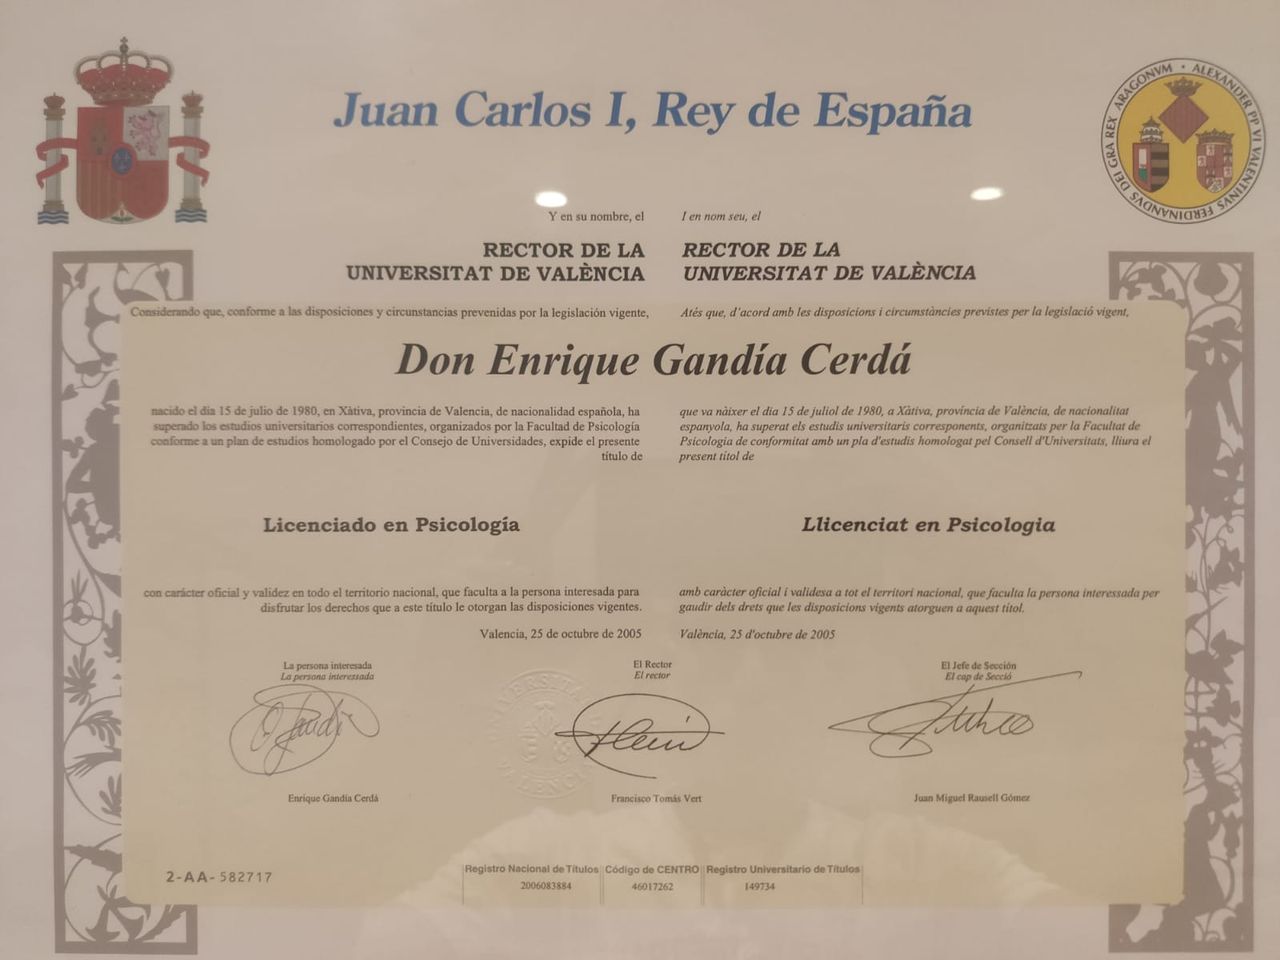 Juan Carlos I, Rey de España
FERDINANDVS DEI GRA REX ARAGONVM • ALEXANDER PP VI VALENTINVS
Y en su nombre, el
RECTOR DE LA
UNIVERSITAT DE VALÈNCIA
I en nom seu, el
RECTOR DE LA
UNIVERSITAT DE VALÈNCIA
Considerando que, conforme a las disposiciones y circunstancias prevenidas por la legislación vigente,
Atés que, d'acord amb les disposicions i circumstàncies previstes per la legislació vigent,
Don Enrique Gandía Cerdá
nacido el día 15 de julio de 1980, en Xàtiva, provincia de Valencia, de nacionalidad española, ha
superado los estudios universitarios correspondientes, organizados por la Facultad de Psicología
conforme a un plan de estudios homologado por el Consejo de Universidades, expide el presente
título de
que va nàixer el dia 15 de juliol de 1980, a Xàtiva, província de València, de nacionalitat
espanyola, ha superat els estudis universitaris corresponents, organitzats per la Facultat de
Psicologia de conformitat amb un pla d'estudis homologat pel Consell d'Universitats, lliura el
present títol de
Licenciado en Psicología
Llicenciat en Psicologia
con carácter oficial y validez en todo el territorio nacional, que faculta a la persona interesada para
disfrutar los derechos que a este título le otorgan las disposiciones vigentes.
amb caràcter oficial i validesa a tot el territori nacional, que faculta la persona interessada per
gaudir dels drets que les disposicions vigents atorguen a aquest títol.
Valencia, 25 de octubre de 2005
València, 25 d'octubre de 2005
La persona interesada
La persona interessada
El Rector
El rector
El Jefe de Sección
El cap de Secció
Enrique Gandía Cerdá
Francisco Tomás Vert
Juan Miguel Rausell Gómez
2-AA- 582717
Registro Nacional de Títulos
2006083884
Código de CENTRO
46017262
Registro Universitario de Títulos
149734